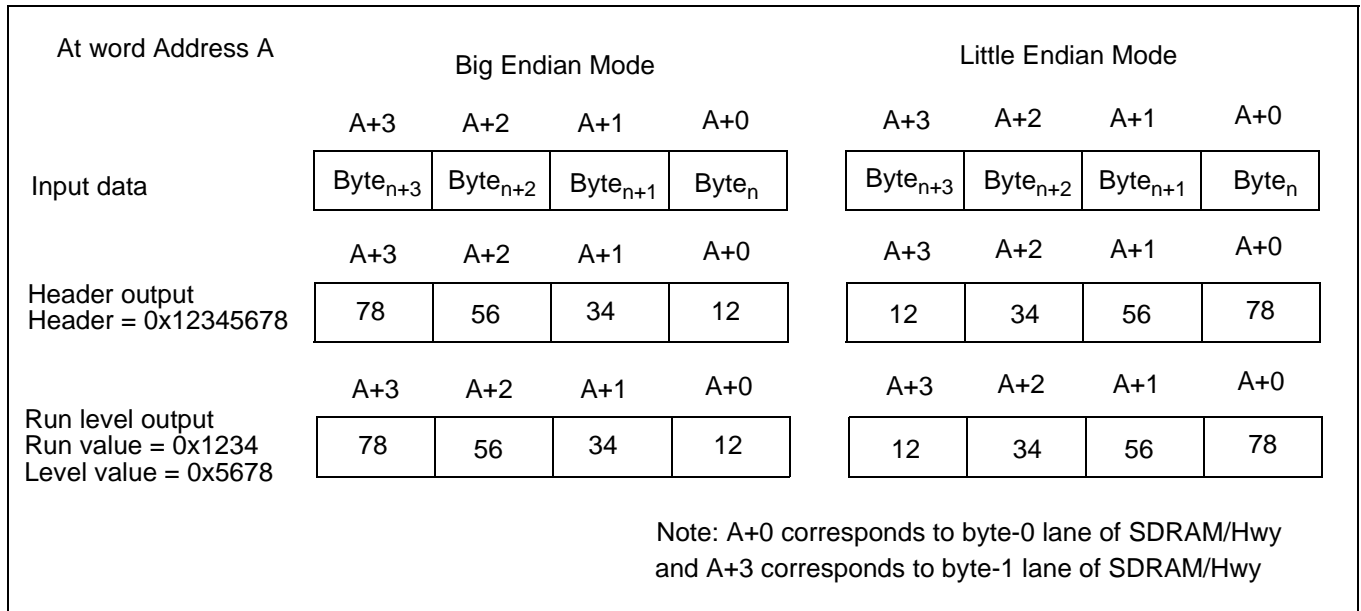 At word Address A
Big Endian Mode Little Endian Mode
A+3 A+2 A+1 A+0 A+3 A+2 A+1 A+0
Input data Byten+3 Byten+2 Byten+1 Byten Byten+3 Byten+2 Byten+1 Byten
A+3 A+2 A+1 A+0 A+3 A+2 A+1 A+0
Header output
Header = 0x12345678 78 56 34 12 12 34 56 78
A+3 A+2 A+1 A+0 A+3 A+2 A+1 A+0
Run level output
Run value = 0x1234 78 56 34 12 12 34 56 78
Level value = 0x5678
Note: A+0 corresponds to byte-0 lane of SDRAM/Hwy
and A+3 corresponds to byte-1 lane of SDRAM/Hwy